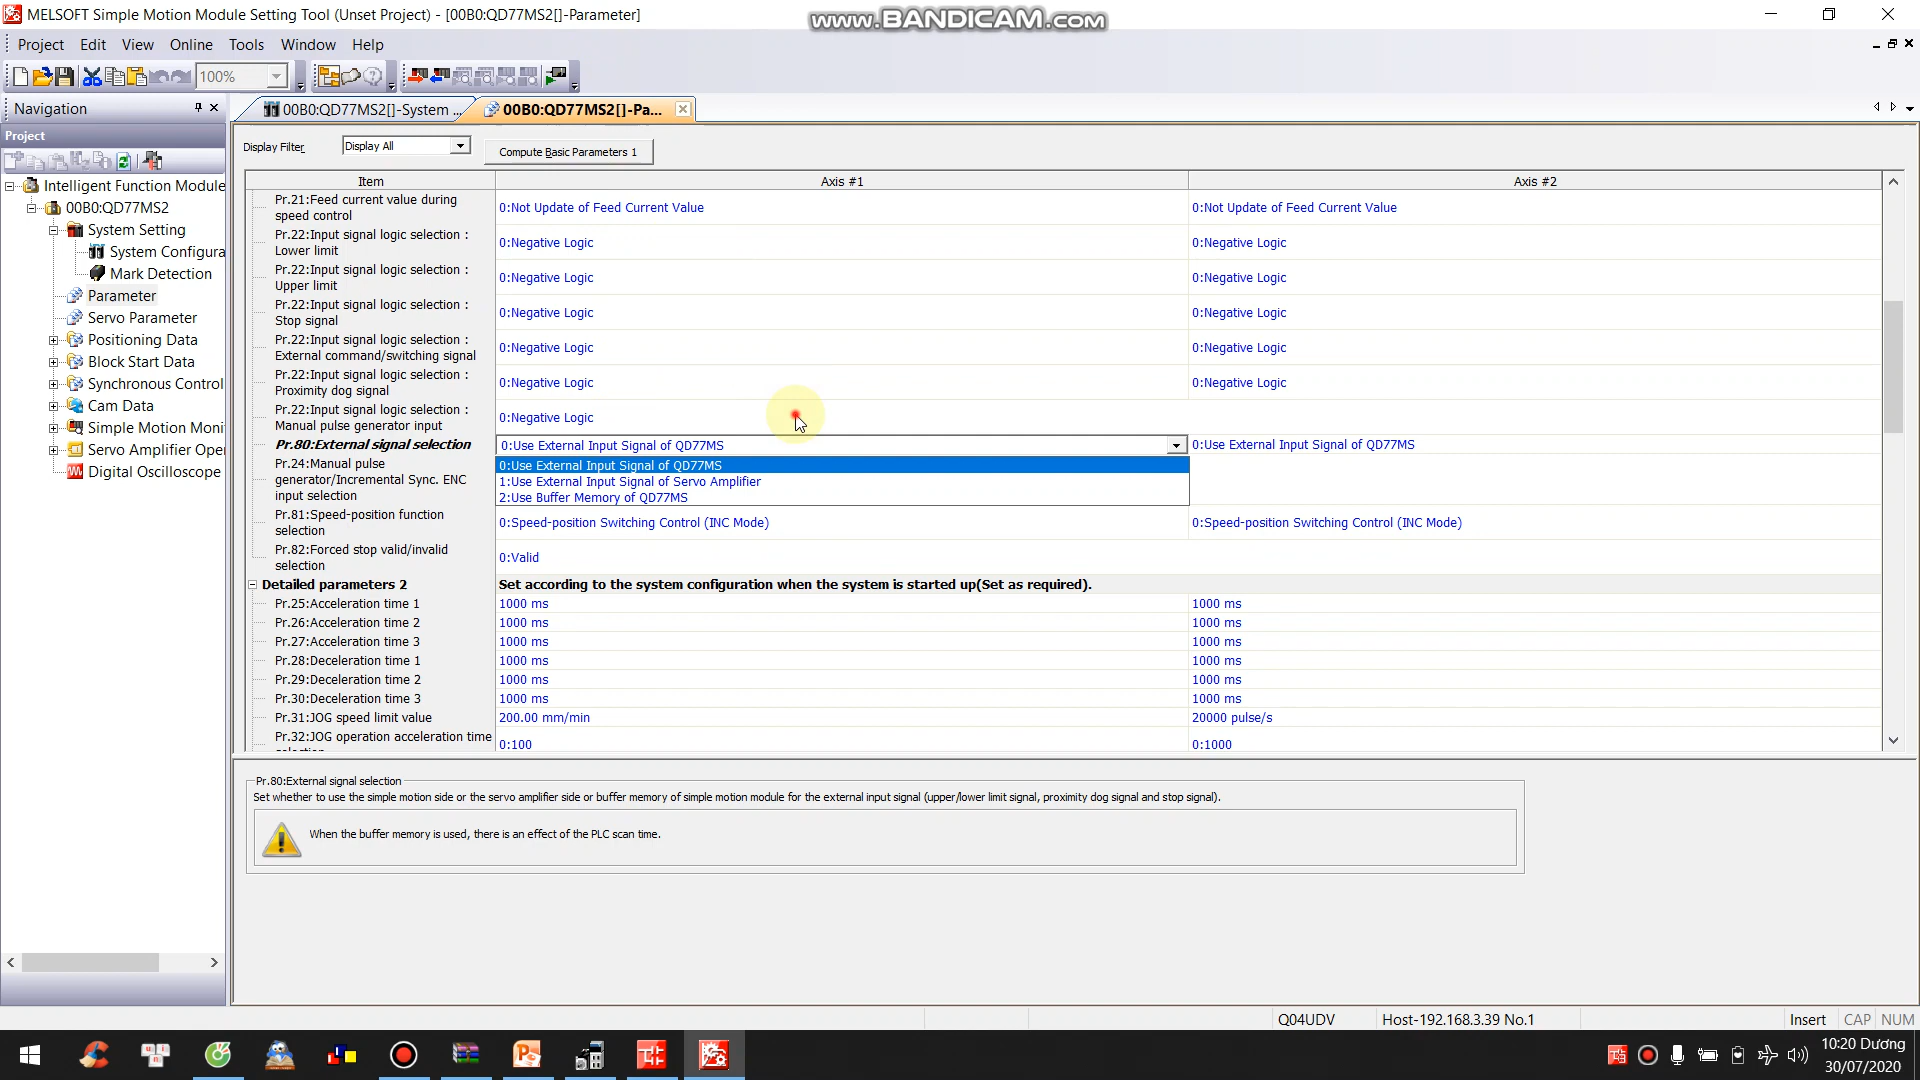 MELSOFT Simple Motion Module Setting Tool (Unset Project) - [00B0:QD77MS2[]-Parameter]
www.BANDICAM.com
Project Edit View Online Tools Window Help
100%
Navigation
00B0:QD77MS2[]-System ...
00B0:QD77MS2[]-Pa...
Project
Intelligent Function Module
00B0:QD77MS2
System Setting
System Configura
Mark Detection
Parameter
Servo Parameter
Positioning Data
Block Start Data
Synchronous Control
Cam Data
Simple Motion Moni
Servo Amplifier Oper
Digital Oscilloscope
Display Filter
Display All
Compute Basic Parameters 1
Item Axis #1 Axis #2
Pr.21:Feed current value during
speed control
0:Not Update of Feed Current Value 0:Not Update of Feed Current Value
Pr.22:Input signal logic selection :
Lower limit
0:Negative Logic 0:Negative Logic
Pr.22:Input signal logic selection :
Upper limit
0:Negative Logic 0:Negative Logic
Pr.22:Input signal logic selection :
Stop signal
0:Negative Logic 0:Negative Logic
Pr.22:Input signal logic selection :
External command/switching signal
0:Negative Logic 0:Negative Logic
Pr.22:Input signal logic selection :
Proximity dog signal
0:Negative Logic 0:Negative Logic
Pr.22:Input signal logic selection :
Manual pulse generator input
0:Negative Logic
Pr.80:External signal selection 0:Use External Input Signal of QD77MS 0:Use External Input Signal of QD77MS
0:Use External Input Signal of QD77MS
1:Use External Input Signal of Servo Amplifier
2:Use Buffer Memory of QD77MS
Pr.24:Manual pulse
generator/Incremental Sync. ENC
input selection
Pr.81:Speed-position function
selection
0:Speed-position Switching Control (INC Mode) 0:Speed-position Switching Control (INC Mode)
Pr.82:Forced stop valid/invalid
selection
0:Valid
Detailed parameters 2 Set according to the system configuration when the system is started up(Set as required).
Pr.25:Acceleration time 1 1000 ms 1000 ms
Pr.26:Acceleration time 2 1000 ms 1000 ms
Pr.27:Acceleration time 3 1000 ms 1000 ms
Pr.28:Deceleration time 1 1000 ms 1000 ms
Pr.29:Deceleration time 2 1000 ms 1000 ms
Pr.30:Deceleration time 3 1000 ms 1000 ms
Pr.31:JOG speed limit value 200.00 mm/min 20000 pulse/s
Pr.32:JOG operation acceleration time
0:100 0:1000
Pr.80:External signal selection
Set whether to use the simple motion side or the servo amplifier side or buffer memory of simple motion module for the external input signal (upper/lower limit signal, proximity dog signal and stop signal).
When the buffer memory is used, there is an effect of the PLC scan time.
Q04UDV Host-192.168.3.39 No.1 Insert CAP NUM
10:20 Dương
30/07/2020